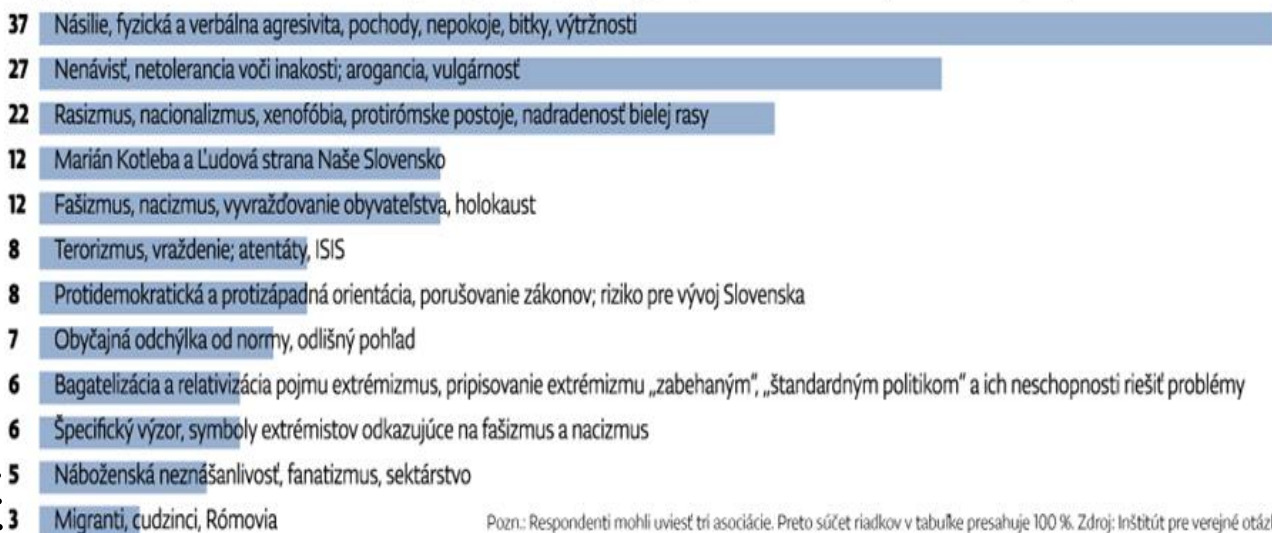 37 Násilie, fyzická a verbálna agresivita, pochody, nepokoje, bitky, výtržnosti
27 Nenávisť, netolerancia voči inakosti; arogancia, vulgárnosť
22 Rasizmus, nacionalizmus, xenofóbia, protirómske postoje, nadradenosť bielej rasy
12 Marián Kotleba a Ľudová strana Naše Slovensko
12 Fašizmus, nacizmus, vyvražďovanie obyvateľstva, holokaust
8 Terorizmus, vraždenie; atentáty, ISIS
8 Protidemokratická a protizápadná orientácia, porušovanie zákonov; riziko pre vývoj Slovenska
7 Obyčajná odchýlka od normy, odlišný pohľad
6 Bagatelizácia a relativizácia pojmu extrémizmus, pripisovanie extrémizmu „zabehaným“, „štandardným politikom“ a ich neschopnosti riešiť problémy
6 Špecifický výzor, symboly extrémistov odkazujúce na fašizmus a nacizmus
5 Náboženská neznášanlivosť, fanatizmus, sektárstvo
3 Migranti, cudzinci, Rómovia
Pozn.: Respondenti mohli uviesť tri asociácie. Preto súčet riadkov v tabuľke presahuje 100 %. Zdroj: Inštitút pre verejné